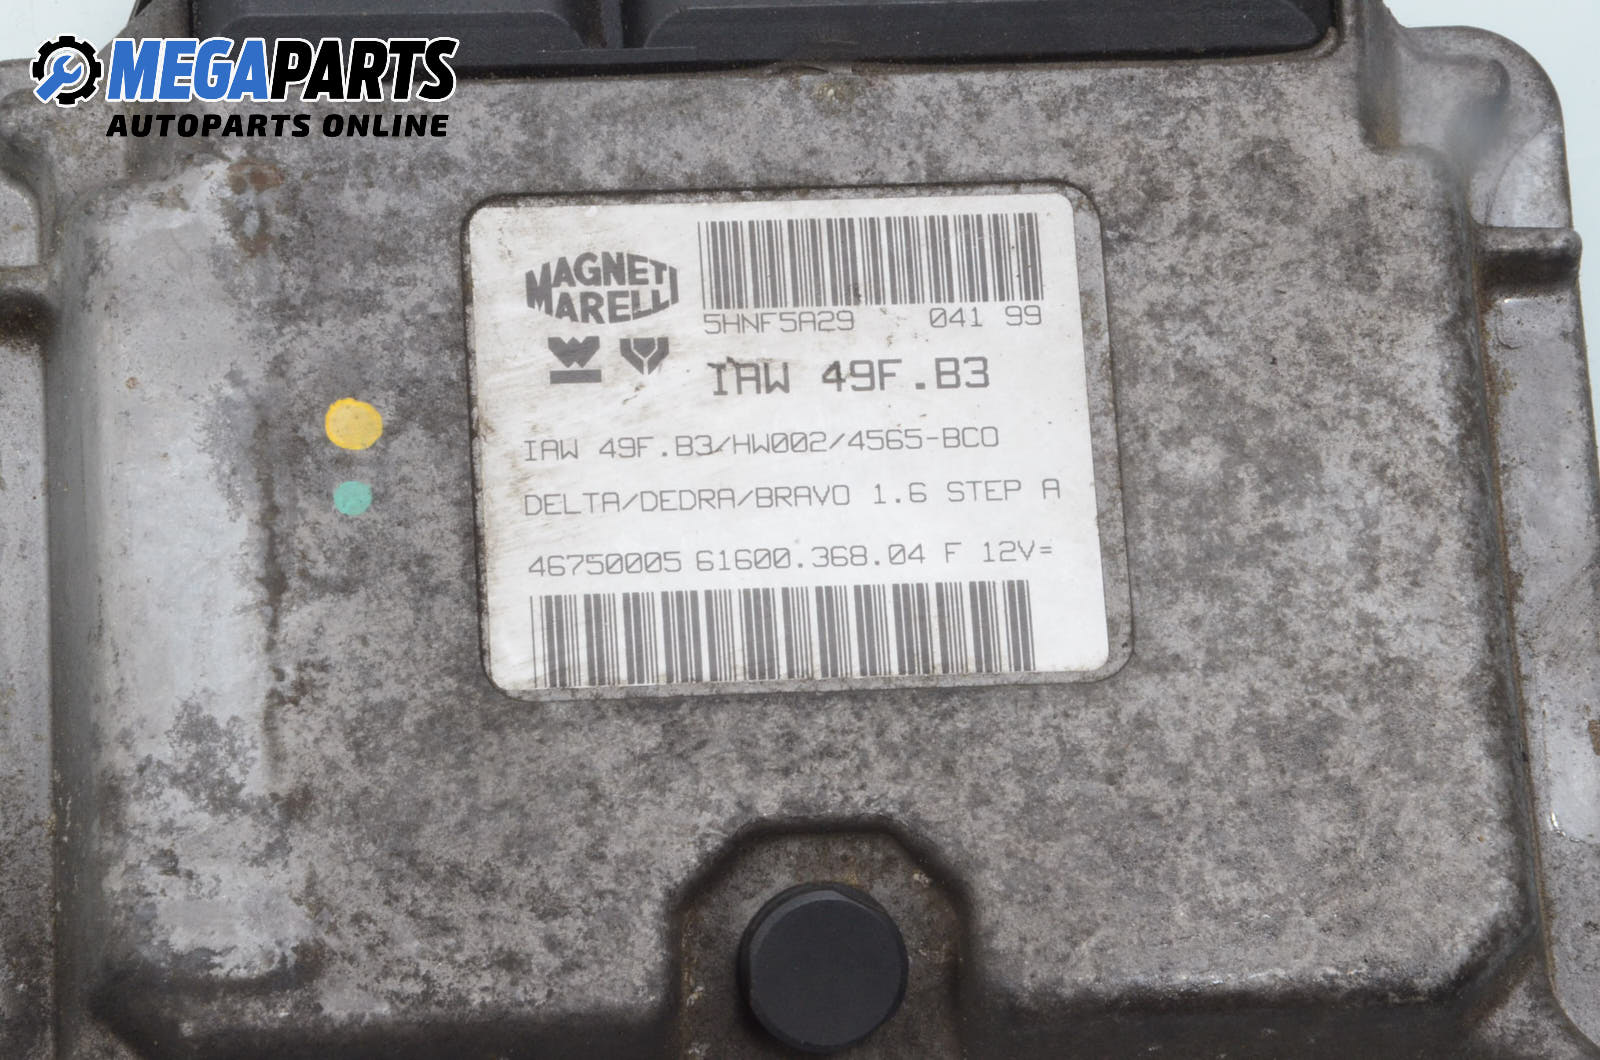 MEGAPARTS
AUTOPARTS ONLINE
MAGNETI
MARELLI
5HNF5A29 041 99
IAW 49F.B3
IAW 49F.B3/HW002/4565-BC0
DELTA/DEDRA/BRAVO 1.6 STEP A
46750005 61600.368.04 F 12V=